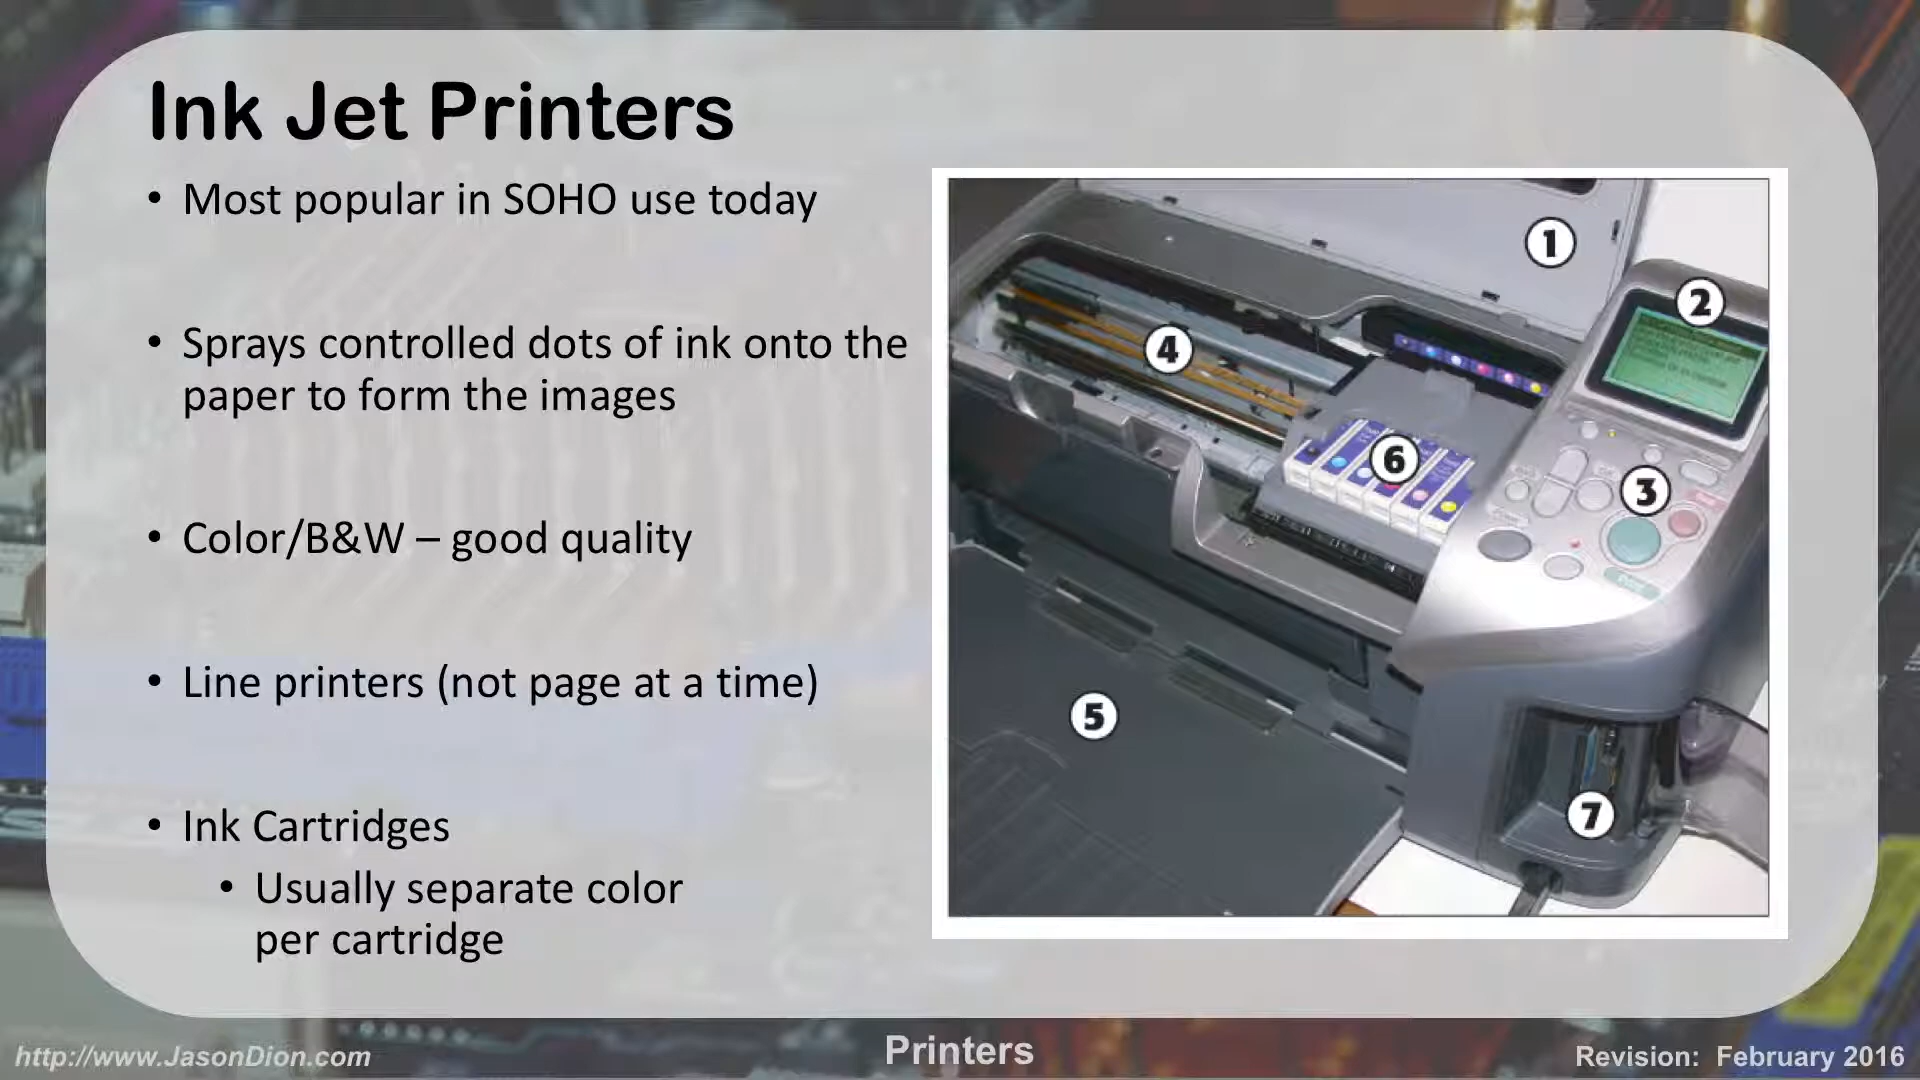 Ink Jet Printers
• Most popular in SOHO use today
• Sprays controlled dots of ink onto the
paper to form the images
• Color/B&W – good quality
• Line printers (not page at a time)
• Ink Cartridges
• Usually separate color
per cartridge
1
2
4
6
3
5
7
http://www.JasonDion.com
Printers
Revision: February 2016